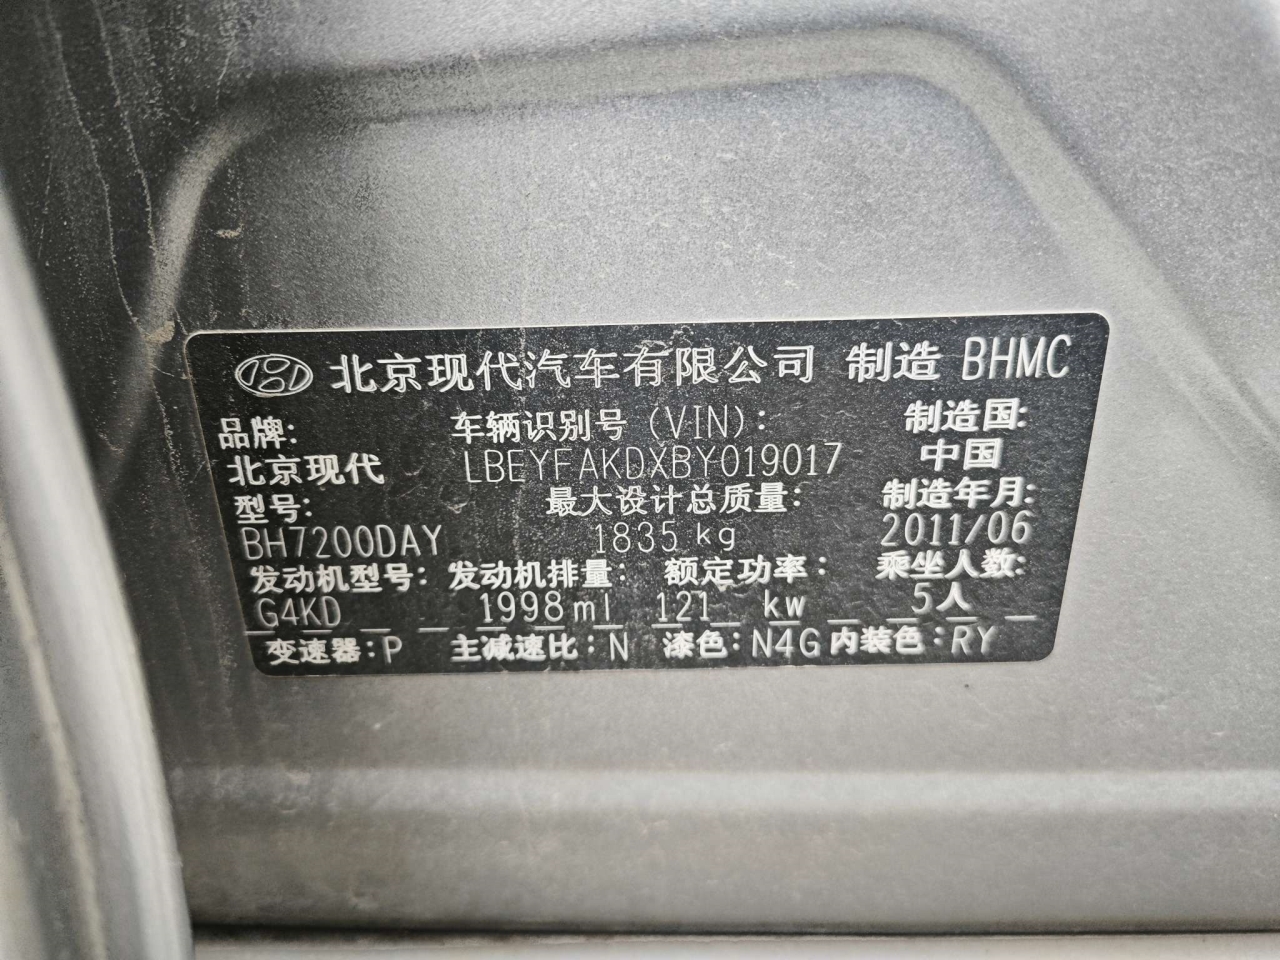 北京现代汽车有限公司 制造 BHMC
品牌: 车辆识别号 (VIN): 制造国:
北京现代 LBEYFAKDXBY019017 中国
型号: 最大设计总质量: 制造年月:
BH7200DAY 1835 kg 2011/06
发动机型号: 发动机排量: 额定功率: 乘坐人数:
G4KD 1998ml 121 kw 5人
变速器:P 主减速比:N 漆色:N4G 内装色:RY